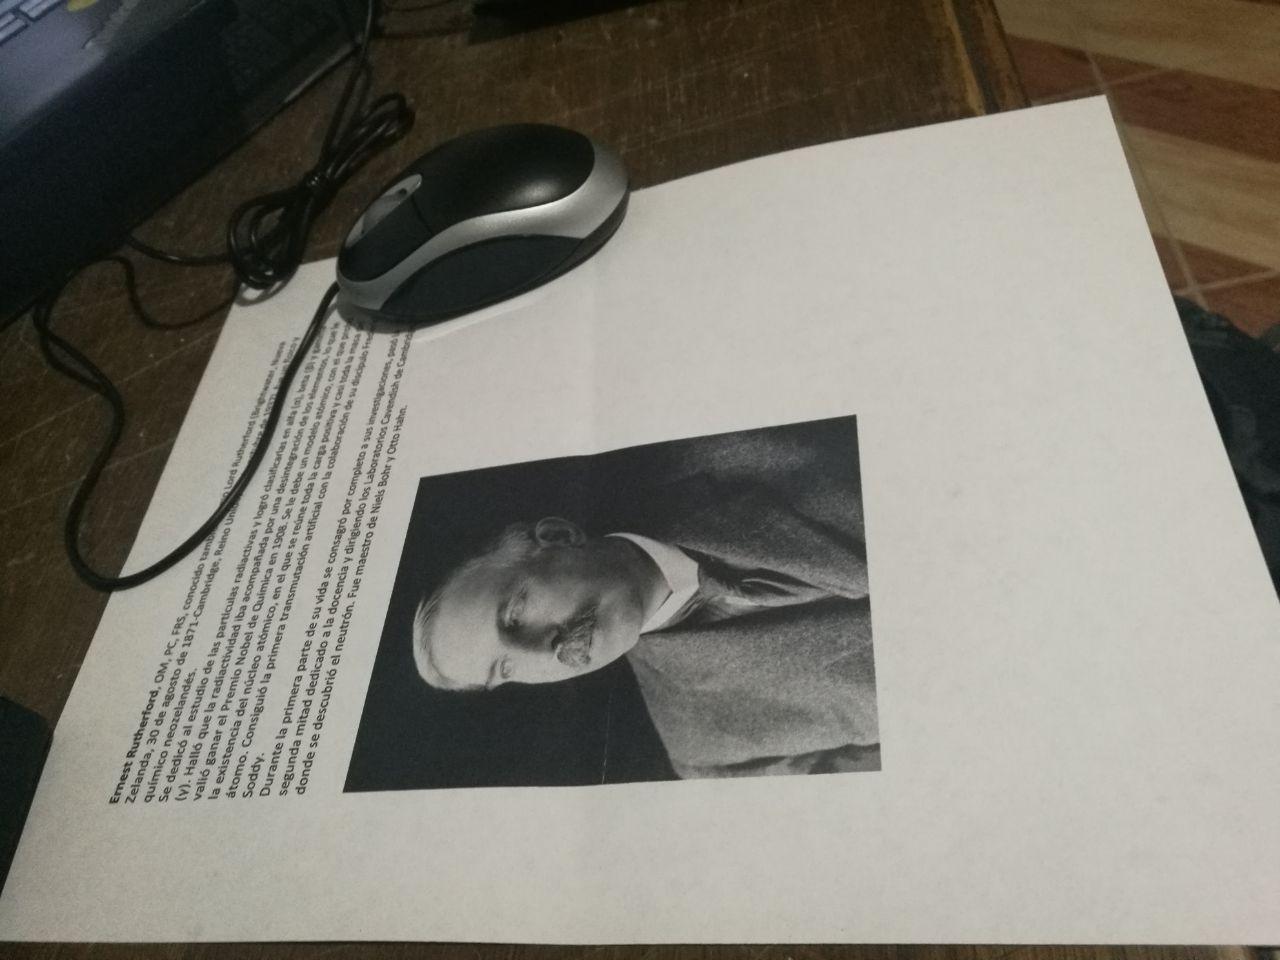 Ernest Rutherford, OM, PC, FRS, conocido Lord Rutherford (Brightwater, Nueva
Zelanda, 30 de agosto de 1871-Cambridge, Reino
químico neozelandés.
Se dedicó al estudio de las partículas radiactivas y logró clasificarlas en alfa (α), beta (β) y
(γ). Halló que la radiactividad iba acompañada por una desintegración de los elementos, lo que le
valió ganar el Premio Nobel de Química en 1908. Se le debe un modelo atómico, con el que
la existencia del núcleo atómico, en el que se reúne toda la carga positiva y casi toda la masa
átomo. Consiguió la primera transmutación artificial con la colaboración de su discípulo
Soddy.
Durante la primera parte de su vida se consagró por completo a sus investigaciones, pasó
segunda mitad dedicado a la docencia y dirigiendo los Laboratorios Cavendish de
donde se descubrió el neutrón. Fue maestro de Niels Bohr y Otto Hahn.